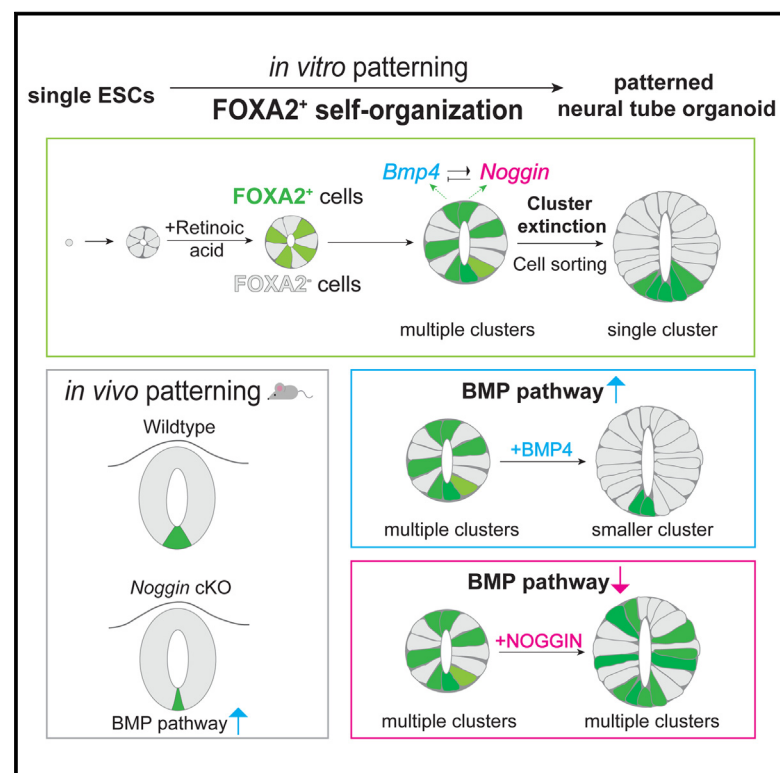 in vitro patterning
single ESCs
FOXA2+ self-organization
patterned
neural tube organoid
FOXA2+ cells
+Retinoic
acid
FOXA2- cells
Bmp4
Noggin
Cluster
extinction
Cell sorting
multiple clusters
single cluster
in vivo patterning
Wildtype
Noggin cKO
BMP pathway
BMP pathway
+BMP4
multiple clusters
smaller cluster
BMP pathway
+NOGGIN
multiple clusters
multiple clusters